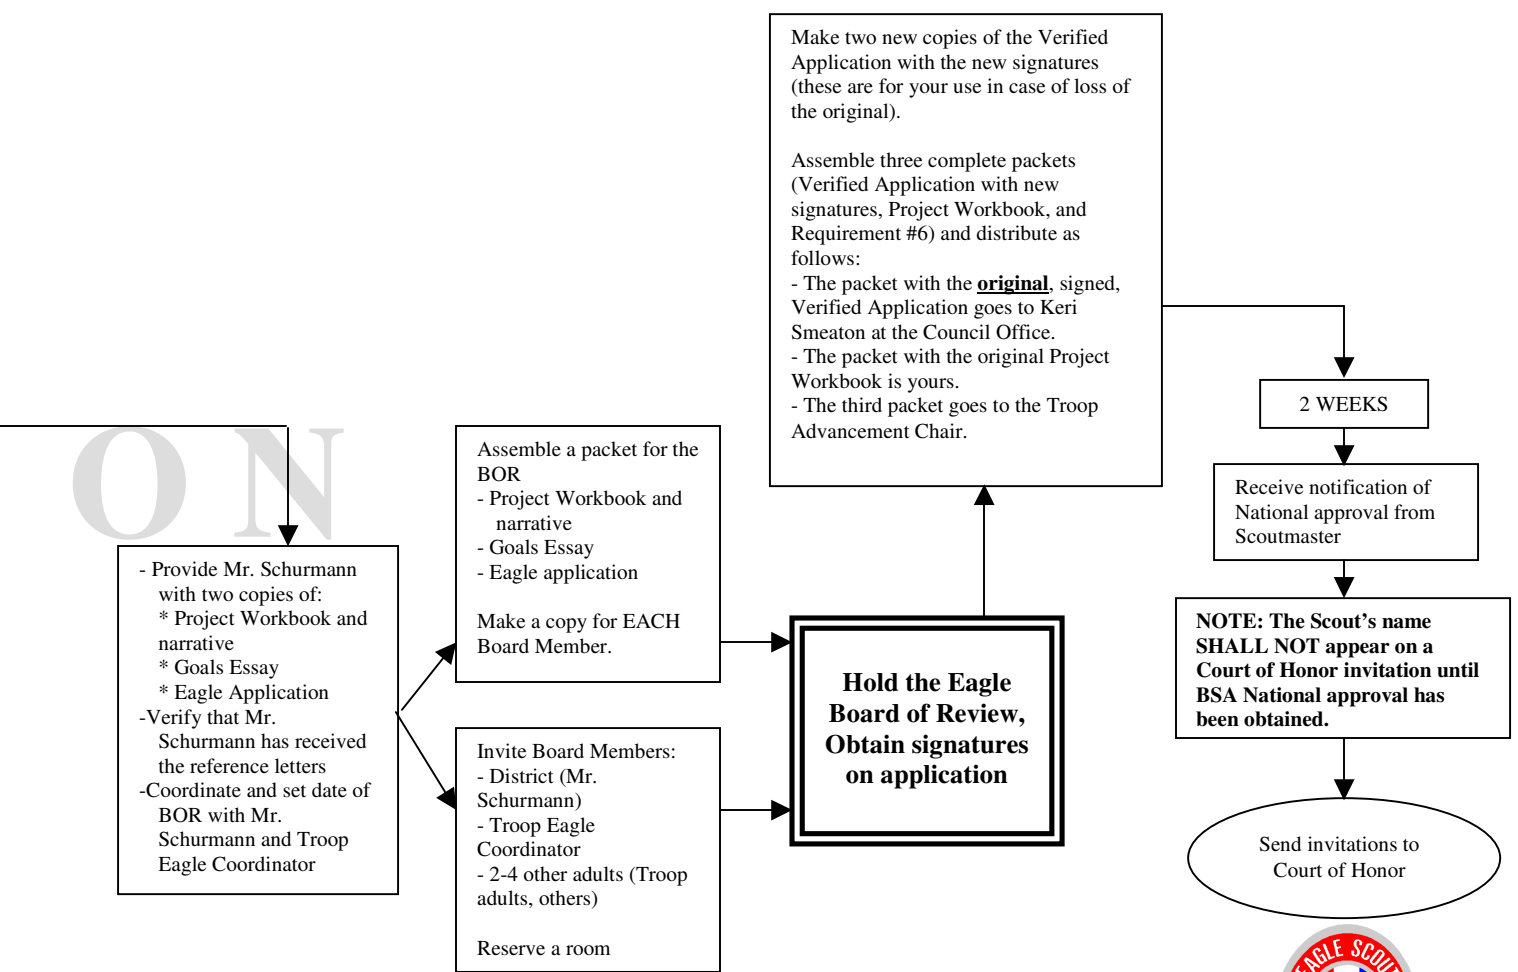 O N
- Provide Mr. Schurmann
with two copies of:
* Project Workbook and
narrative
* Goals Essay
* Eagle Application
-Verify that Mr.
Schurmann has received
the reference letters
-Coordinate and set date of
BOR with Mr.
Schurmann and Troop
Eagle Coordinator
Assemble a packet for the
BOR
- Project Workbook and
narrative
- Goals Essay
- Eagle application
Make a copy for EACH
Board Member.
Invite Board Members:
- District (Mr.
Schurmann)
- Troop Eagle
Coordinator
- 2-4 other adults (Troop
adults, others)
Reserve a room
Hold the Eagle
Board of Review,
Obtain signatures
on application
Make two new copies of the Verified
Application with the new signatures
(these are for your use in case of loss of
the original).
Assemble three complete packets
(Verified Application with new
signatures, Project Workbook, and
Requirement #6) and distribute as
follows:
- The packet with the original, signed,
Verified Application goes to Keri
Smeaton at the Council Office.
- The packet with the original Project
Workbook is yours.
- The third packet goes to the Troop
Advancement Chair.
2 WEEKS
Receive notification of
National approval from
Scoutmaster
NOTE: The Scout’s name
SHALL NOT appear on a
Court of Honor invitation until
BSA National approval has
been obtained.
Send invitations to
Court of Honor
EAGLE SCOUT